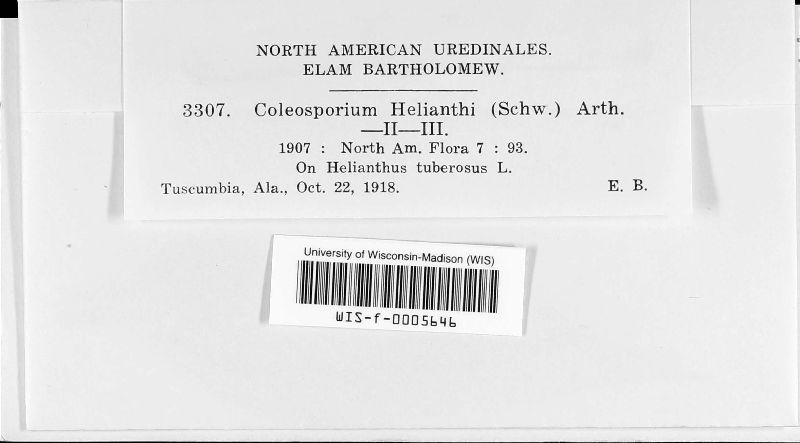 NORTH AMERICAN UREDINALES.
ELAM BARTHOLOMEW.
3307. Coleosporium Helianthi (Schw.) Arth.
—II—III.
1907 : North Am. Flora 7 : 93.
On Helianthus tuberosus L.
Tuscumbia, Ala., Oct. 22, 1918. E. B.
University of Wisconsin-Madison (WIS)
WIS-f-0005646